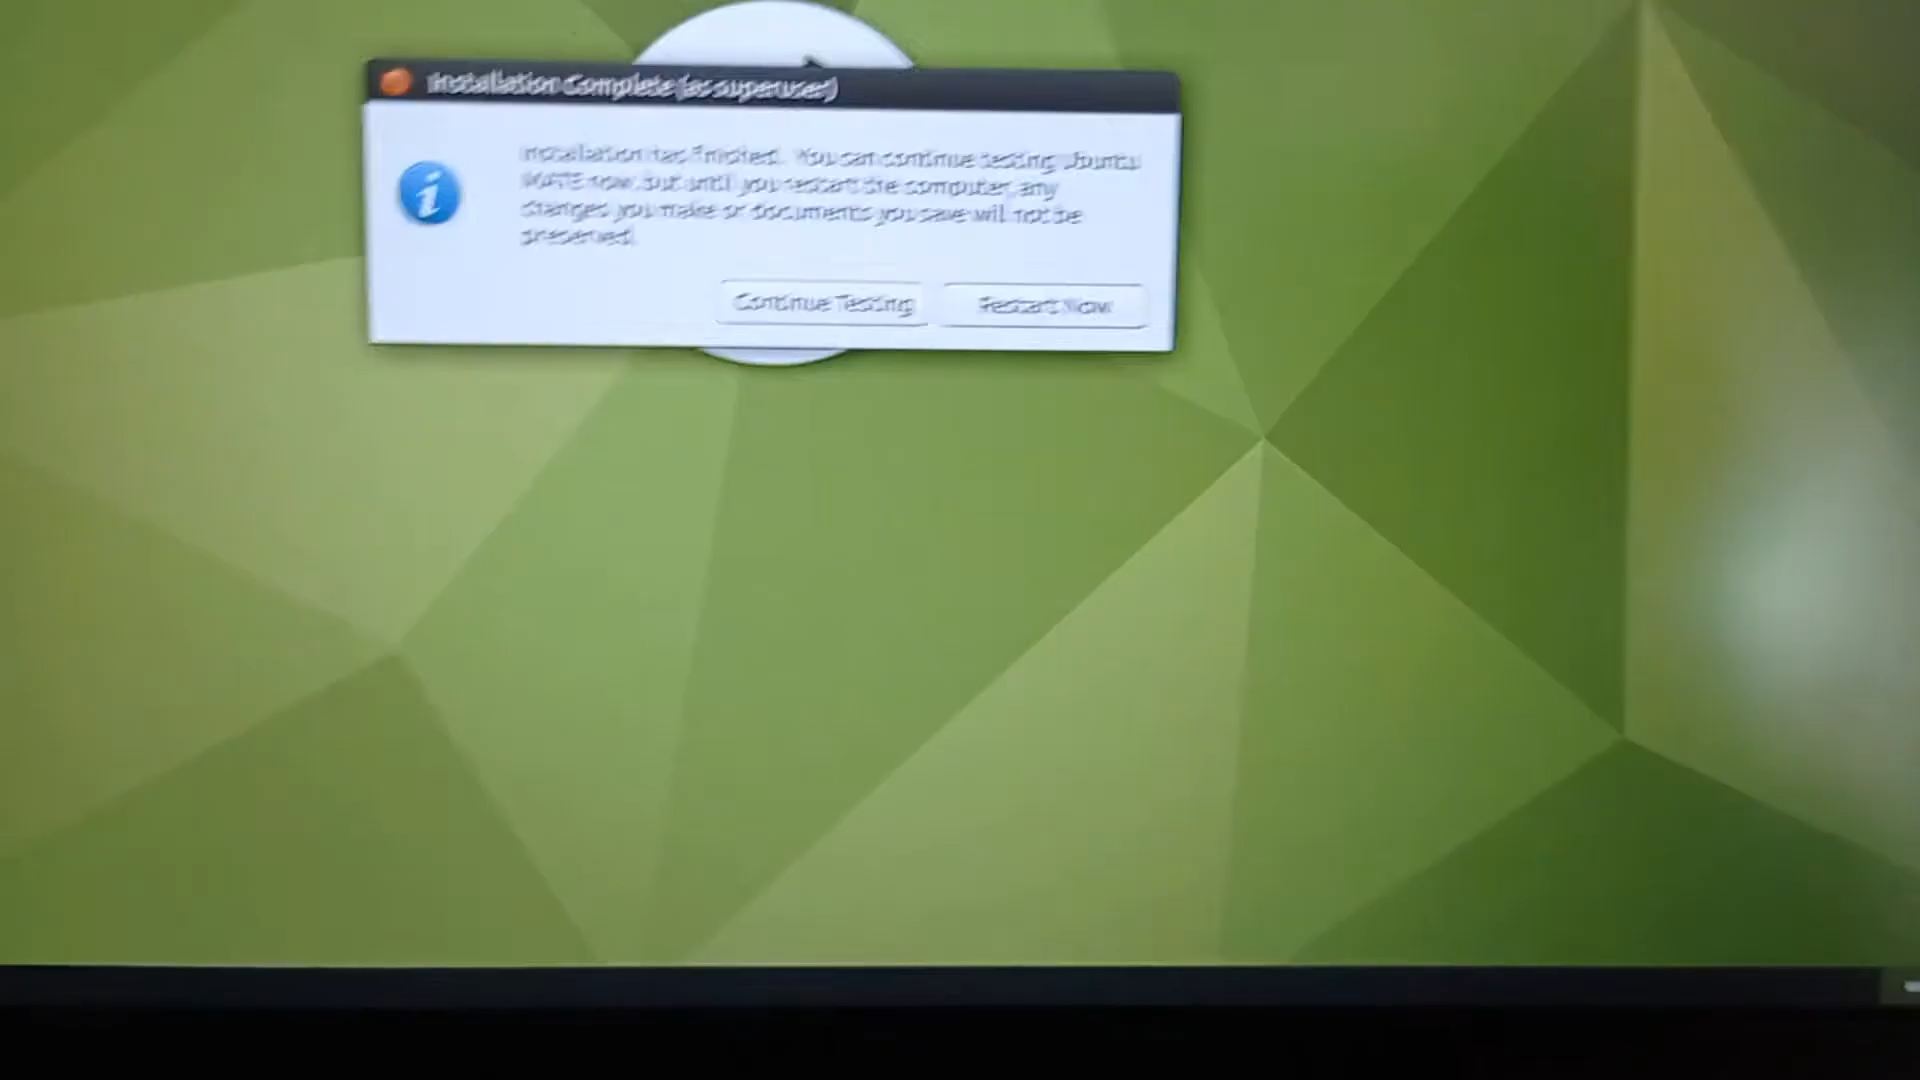 Installation Complete (as superuser)
Installation has finished. You can continue testing Ubuntu
MATE now, but until you restart the computer, any
changes you make or documents you save will not be
preserved.
Continue Testing
Restart Now